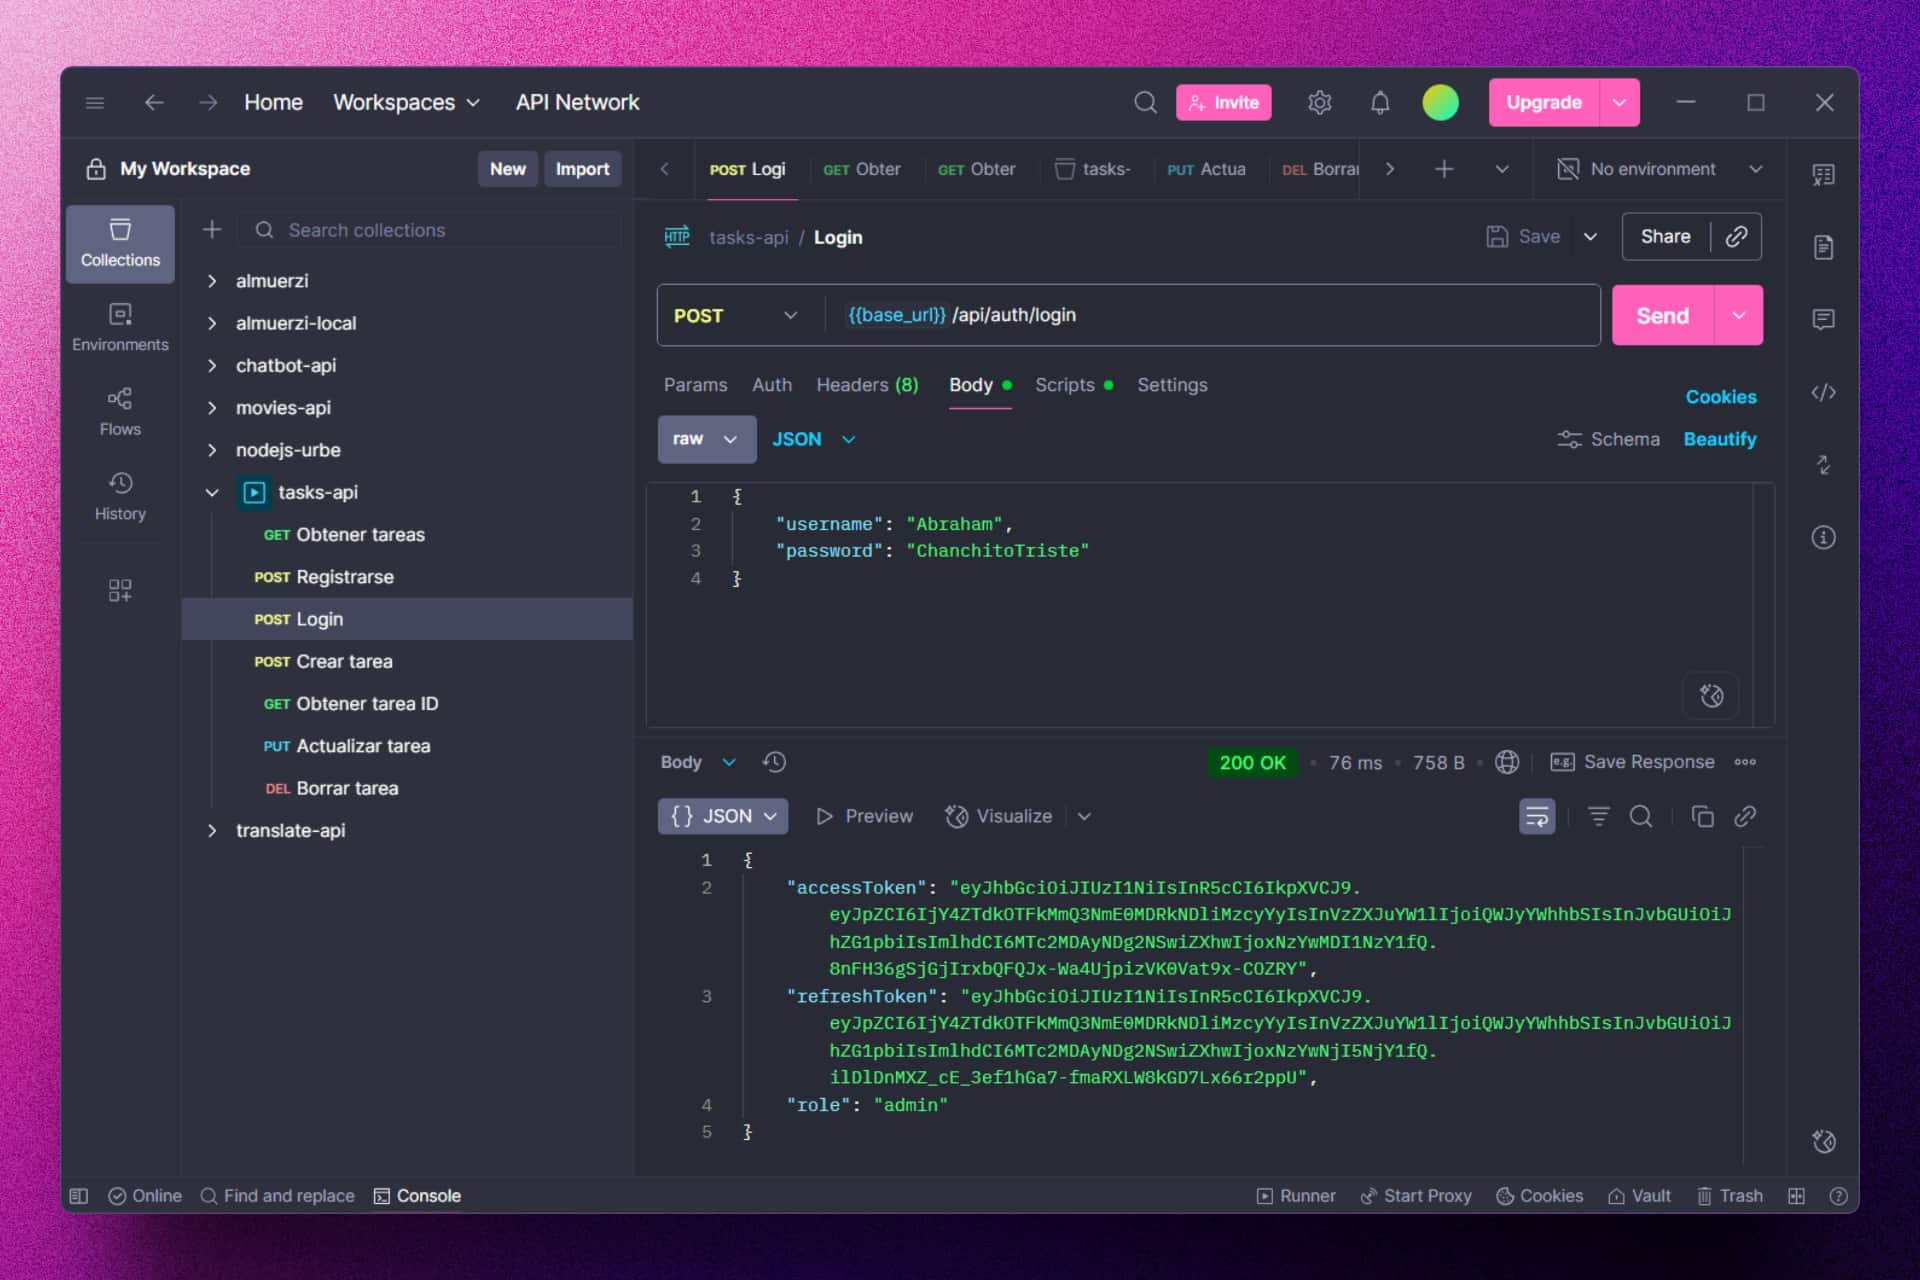 Home Workspaces API Network Invite Upgrade
My Workspace New Import
POST Logi GET Obter GET Obter tasks- PUT Actua DEL Borrar No environment
Collections
Environments
Flows
History
Search collections
almuerzi
almuerzi-local
chatbot-api
movies-api
nodejs-urbe
tasks-api
GET Obtener tareas
POST Registrarse
POST Login
POST Crear tarea
GET Obtener tarea ID
PUT Actualizar tarea
DEL Borrar tarea
translate-api
HTTP tasks-api / Login Save Share
POST {{base_url}} /api/auth/login Send
Params Auth Headers (8) Body Scripts Settings Cookies
raw JSON Schema Beautify
1 {
2 "username": "Abraham",
3 "password": "ChanchitoTriste"
4 }
Body 200 OK • 76 ms • 758 B • e.g. Save Response
{} JSON Preview Visualize
1 {
2 "accessToken": "eyJhbGciOiJIUzI1NiIsInR5cCI6IkpXVCJ9.
eyJpZCI6IjY4ZTdkOTFkMmQ3NmE0MDRkNDliMzcyYyIsInVzZXJuYW1lIjoiQWJyYWhhbSIsInJvbGUiOiJ
hZG1pbiIsImlhdCI6MTc2MDAyNDg2NSwiZXhwIjoxNzYwMDI1NzY1fQ.
8nFH36gSjGjIrxbQFQJx-Wa4UjpizVK0Vat9x-COZRY",
3 "refreshToken": "eyJhbGciOiJIUzI1NiIsInR5cCI6IkpXVCJ9.
eyJpZCI6IjY4ZTdkOTFkMmQ3NmE0MDRkNDliMzcyYyIsInVzZXJuYW1lIjoiQWJyYWhhbSIsInJvbGUiOiJ
hZG1pbiIsImlhdCI6MTc2MDAyNDg2NSwiZXhwIjoxNzYwNjI5NjY1fQ.
ilDlDnMXZ_cE_3ef1hGa7-fmaRXLW8kGD7Lx66r2ppU",
4 "role": "admin"
5 }
Online Find and replace Console Runner Start Proxy Cookies Vault Trash